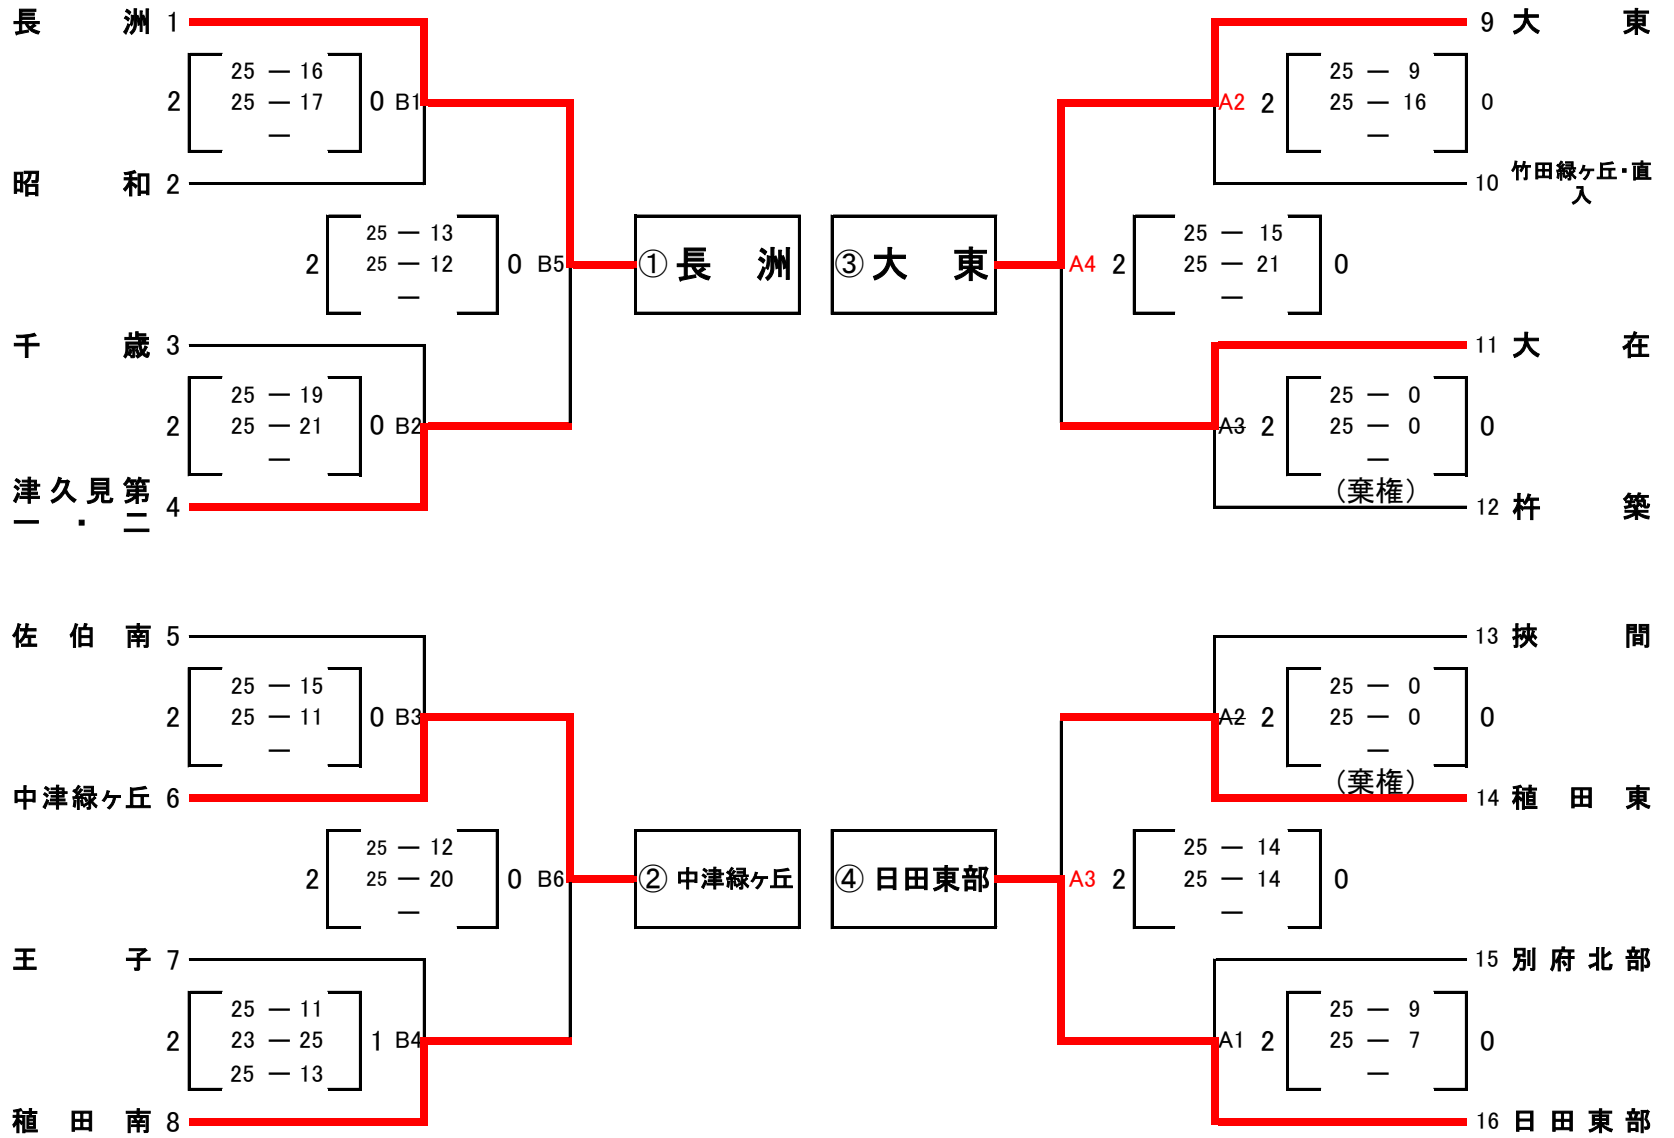 長 洲 1
25 — 16
2 25 — 17 0 B1
—
昭 和 2
25 — 13
2 25 — 12 0 B5
—
① 長 洲
千 歳 3
25 — 19
2 25 — 21 0 B2
—
津久見第一・二 4
佐 伯 南 5
25 — 15
2 25 — 11 0 B3
—
中津緑ヶ丘 6
25 — 12
2 25 — 20 0 B6
—
② 中津緑ヶ丘
王 子 7
25 — 11
2 23 — 25 1 B4
25 — 13
稙 田 南 8
9 大 東
25 — 9
A2 2 25 — 16 0
—
10 竹田緑ヶ丘・直
入
③ 大 東
25 — 15
A4 2 25 — 21 0
—
11 大 在
25 — 0
A3 2 25 — 0 0
—
(棄権)
12 杵 築
13 挾 間
25 — 0
A2 2 25 — 0 0
—
(棄権)
14 稙 田 東
④ 日田東部
25 — 14
A3 2 25 — 14 0
—
15 別 府 北 部
25 — 9
A1 2 25 — 7 0
—
16 日 田 東 部